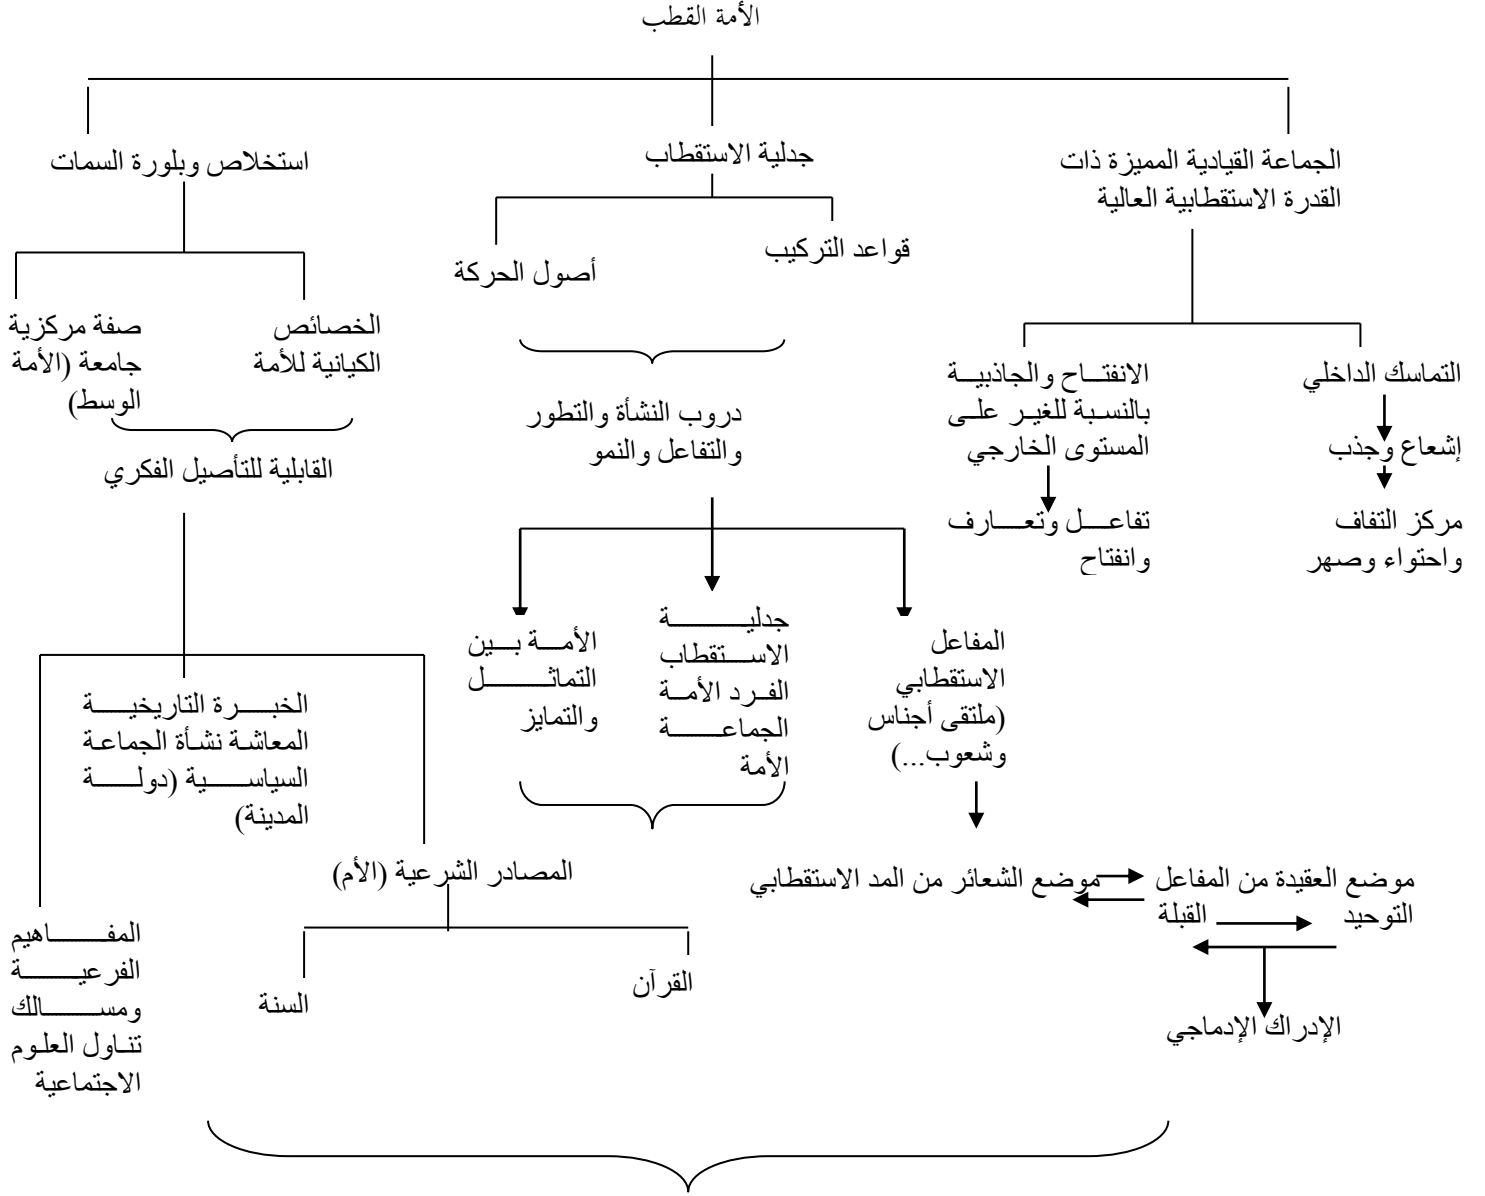 الأمة القطب
الجماعة القيادية المميزة ذات
القدرة الاستقطابية العالية
جدلية الاستقطاب
استخلاص وبلورة السمات
قواعد التركيب
أصول الحركة
الخصائص
الكيانية للأمة
صفة مركزية
جامعة (الأمة
الوسط)
التماسك الداخلي
إشعاع وجذب
مركز التفاف
واحتواء وصهر
الانفتاح والجاذبية
بالنسبة للغير على
المستوى الخارجي
تفاعل وتعارف
وانفتاح
دروب النشأة والتطور
والتفاعل والنمو
القابلية للتأصيل الفكري
المفاعل
الاستقطابي
(ملتقى أجناس
وشعوب...)
جدلية
الاستقطاب
الفرد الأمة
الجماعة
الأمة
الأمة بين
التماثل
والتمايز
الخبرة التاريخية
المعاشة نشأة الجماعة
السياسية (دولة
المدينة)
موضع العقيدة من المفاعل
التوحيد
القبلة
موضع الشعائر من المد الاستقطابي
الإدراك الإدماجي
المصادر الشرعية (الأم)
القرآن
السنة
المفاهيم
الفرعية
ومسالك
تناول العلوم
الاجتماعية